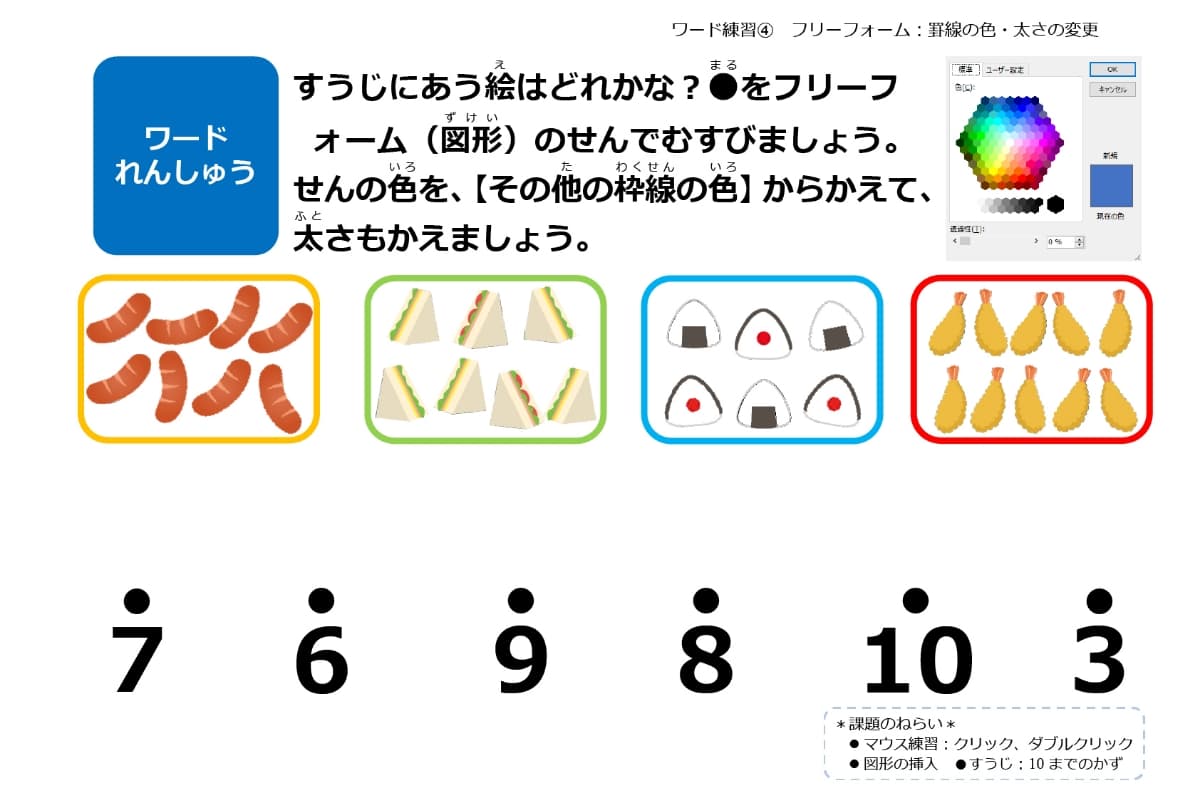 ワード練習④　フリーフォーム：罫線の色・太さの変更
ワード
れんしゅう
え　まる
すうじにあう絵はどれかな？●をフリーフ
ずけい
ォーム（図形）のせんでむすびましょう。
いろ　た　わくせん　いろ
せんの色を、【その他の枠線の色】からかえて、
ふと
太さもかえましょう。
標準　ユーザー設定
OK
色(C):
キャンセル
新規
現在の色
透過性(T):
0 %
7　6　9　8　10　3
＊課題のねらい＊
●マウス練習：クリック、ダブルクリック
●図形の挿入　●すうじ：10 までのかず